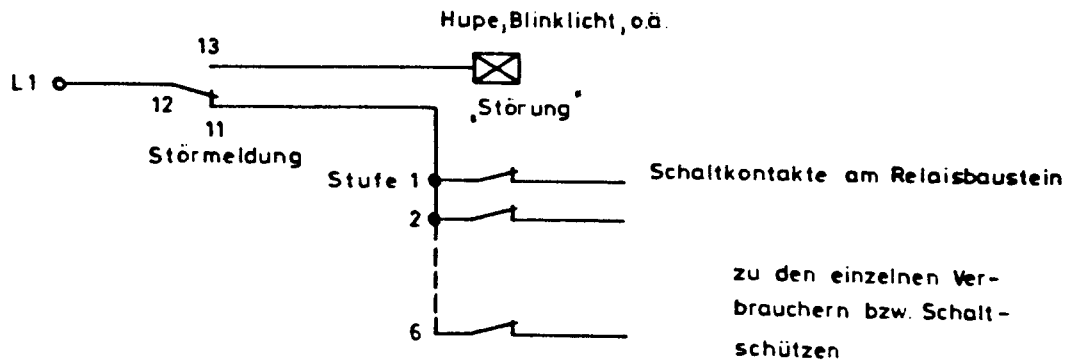 Hupe, Blinklicht, o.ä.
13
L1
12
11
„Störung"
Störmeldung
Stufe 1
Schaltkontakte am Relaisbaustein
2
zu den einzelnen Ver-
brauchern bzw. Schalt-
6
schützen